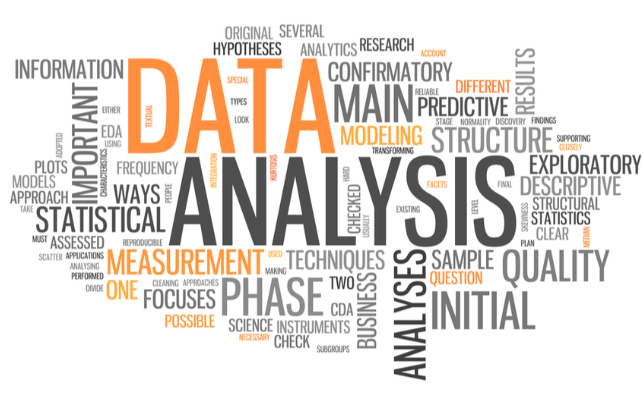 ORIGINAL
SEVERAL
HYPOTHESES
ANALYTICS
RESEARCH
ACCOUNT
INFORMATION
DATA
SPECIAL
CONFIRMATORY
RESULTS
TYPES
LOOK
TEXTUAL
EITHER
IMPORTANT
MAIN
RELIABLE
DIFFERENT
PREDICTIVE
STAGE
NORMALITY
DISCOVERY
FINDINGS
EDA
USING
ADOPTED
CHARACTERISTICS
MODELING
STRUCTURE
SUPPORTING
CLOSELY
TRANSFORMING
PLOTS
FREQUENCY
INTEGRATION
KURTOSIS
ANALYSIS
HARD
EXPLORATORY
MODELS
APPROACH
TAKE
WAYS
PEOPLE
CHECKED
USUALLY
FACETS
FINAL
DESCRIPTIVE
EXISTING
LEVEL
SKEWNESS
STRUCTURAL
STATISTICS
STATISTICAL
CLEAR
MEDIAN
MUST
ASSESSED
REPRODUCIBLE
PLAN
SCATTER
APPLICATIONS
MEASUREMENT
USED
TECHNIQUES
ANALYSES
SAMPLE
QUALITY
ANALYSING
PERFORMED
MAKING
QUESTION
DIVIDE
ONE
CLEANING
APPROACHES
FOCUSES
PHASE
TWO
BUSINESS
INITIAL
CDA
POSSIBLE
SCIENCE
INSTRUMENTS
NECESSARY
CHECK
SUBGROUPS